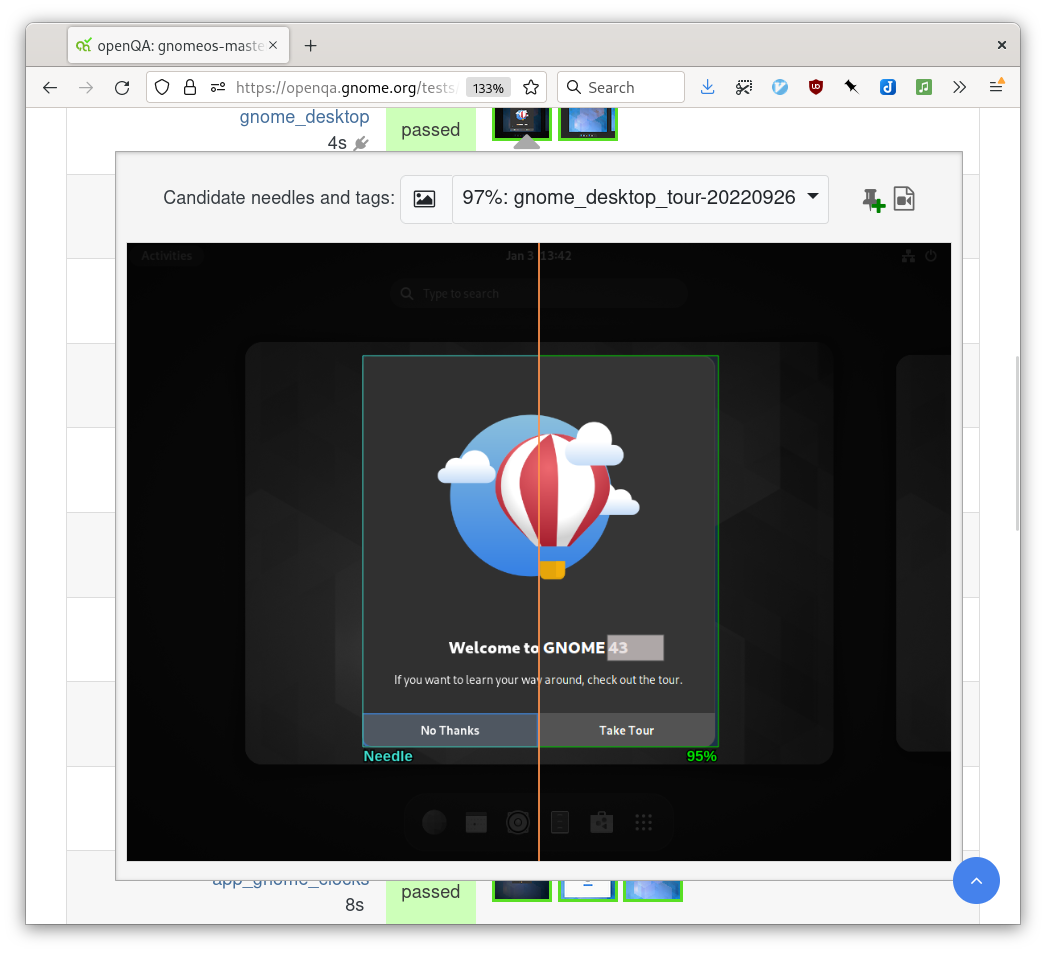 openQA: gnomeos-maste
https://openqa.gnome.org/tests/
133%
Search
gnome_desktop
4s
passed
Candidate needles and tags:
97%: gnome_desktop_tour-20220926
Activities
Jan 3 13:42
Type to search
Welcome to GNOME 43
If you want to learn your way around, check out the tour.
No Thanks
Take Tour
Needle
95%
app_gnome_clocks
passed
8s